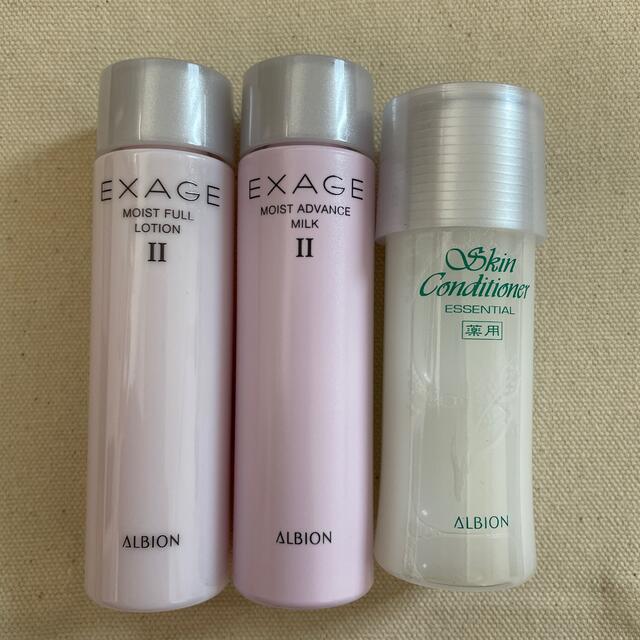 EXAGE
MOIST FULL
LOTION
II
ALBION
EXAGE
MOIST ADVANCE
MILK
II
ALBION
Skin
Conditioner
ESSENTIAL
薬用
ALBION